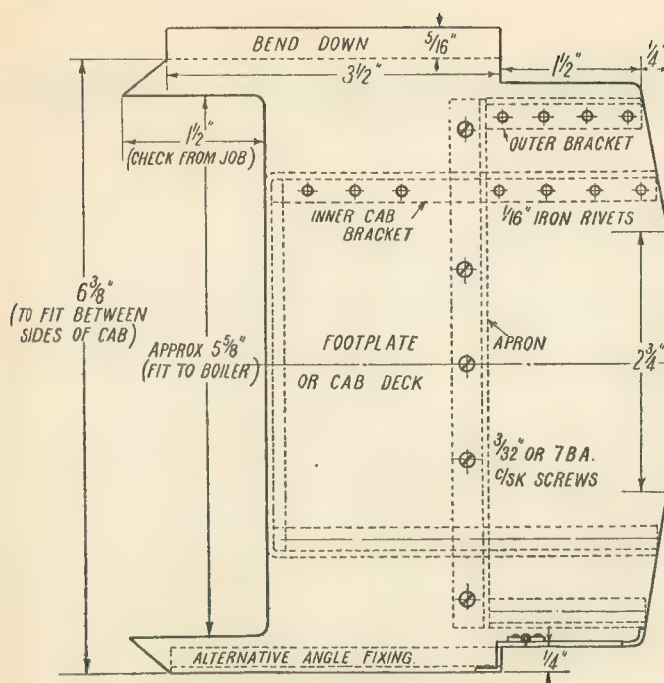 BEND DOWN
5/16"
3 1/2"
1 1/2"
1/4"
1 1/2"
(CHECK FROM JOB)
OUTER BRACKET
INNER CAB
BRACKET
1/16" IRON RIVETS
6 3/8"
(TO FIT BETWEEN
SIDES OF CAB)
APPROX 5 5/8"
(FIT TO BOILER)
FOOTPLATE
OR CAB DECK
APRON
2 3/4"
3/32" OR 7 B.A.
C/SK SCREWS
ALTERNATIVE ANGLE FIXING.
1/4"